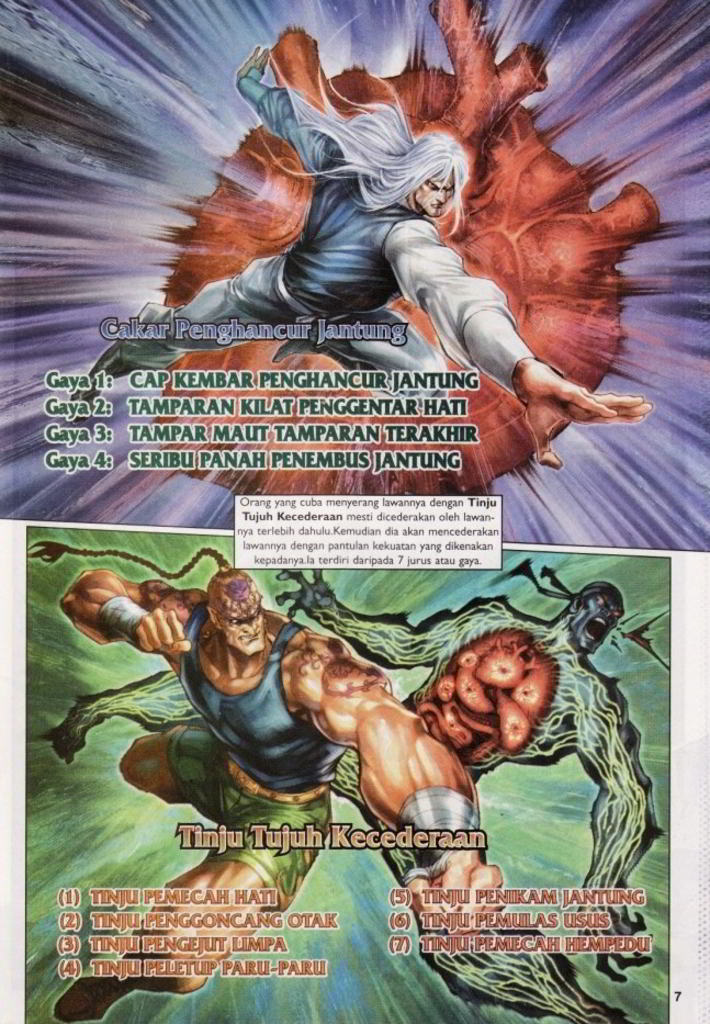 Cakar Penghancur Jantung
Gaya 1: CAP KEMBAR PENGHANCUR JANTUNG
Gaya 2: TAMPARAN KILAT PENGGENTAR HATI
Gaya 3: TAMPAR MAUT TAMPARAN TERAKHIR
Gaya 4: SERIBU PANAH PENEMBUS JANTUNG
Orang yang cuba menyerang lawannya dengan Tinju
Tujuh Kecederaan mesti dicederakan oleh lawan-
nya terlebih dahulu.Kemudian dia akan mencederakan
lawannya dengan pantulan kekuatan yang dikenakan
kepadanya.Ia terdiri daripada 7 jurus atau gaya.
Tinju Tujuh Kecederaan
(1) TINJU PEMECAH HATI
(2) TINJU PENGGONCANG OTAK
(3) TINJU PENGEJUT LIMPA
(4) TINJU PELETUP PARU-PARU
(5) TINJU PENIKAM JANTUNG
(6) TINJU PEMULAS USUS
(7) TINJU PEMECAH HEMPEDU
7